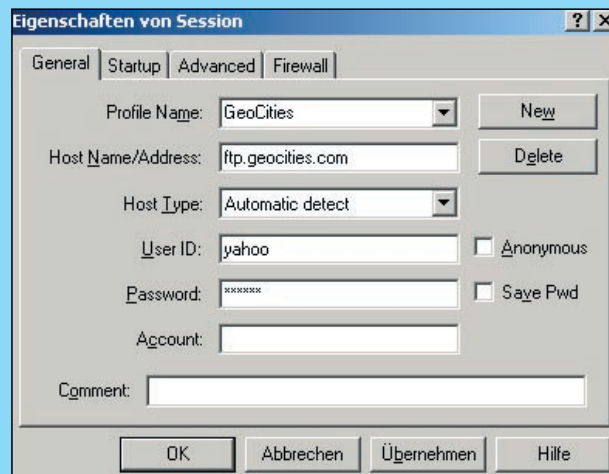 Eigenschaften von Session
General Startup Advanced Firewall
Profile Name: GeoCities New
Host Name/Address: ftp.geocities.com Delete
Host Type: Automatic detect
User ID: yahoo Anonymous
Password: ****** Save Pwd
Account:
Comment:
OK Abbrechen Übernehmen Hilfe